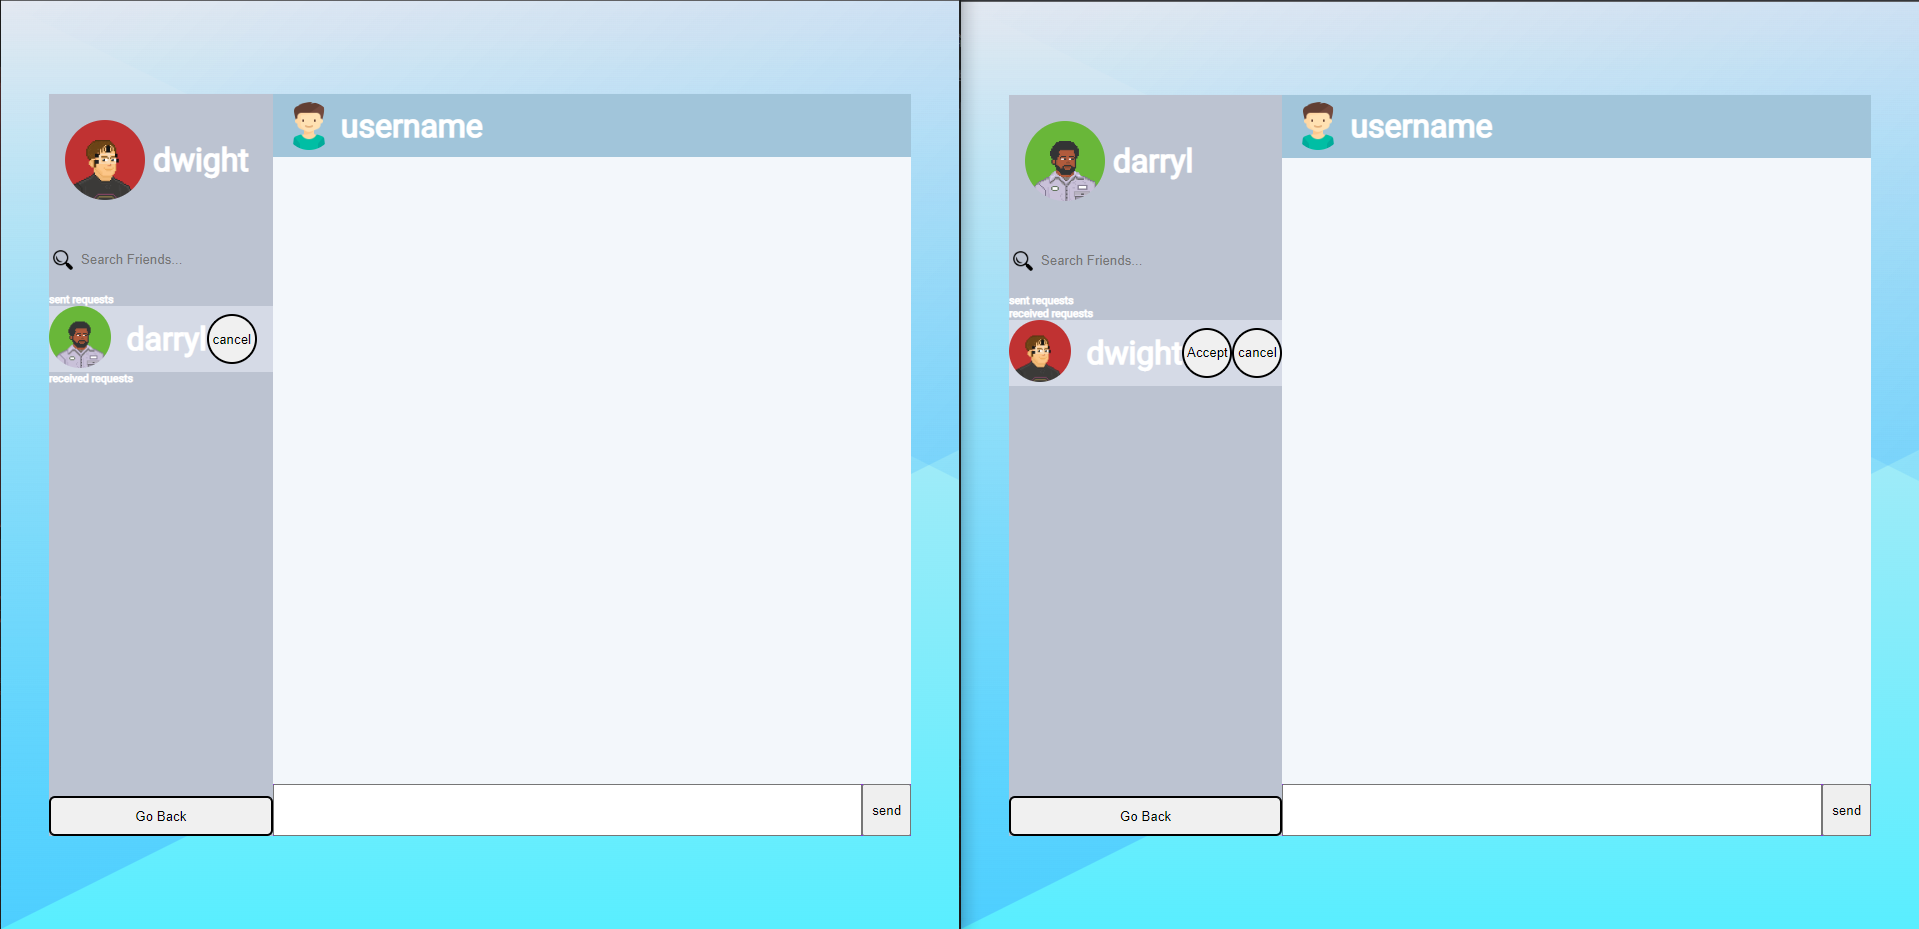 username
dwight
Search Friends...
sent requests
darryl cancel
received requests
Go Back
send
username
darryl
Search Friends...
sent requests
received requests
dwight Accept cancel
Go Back
send